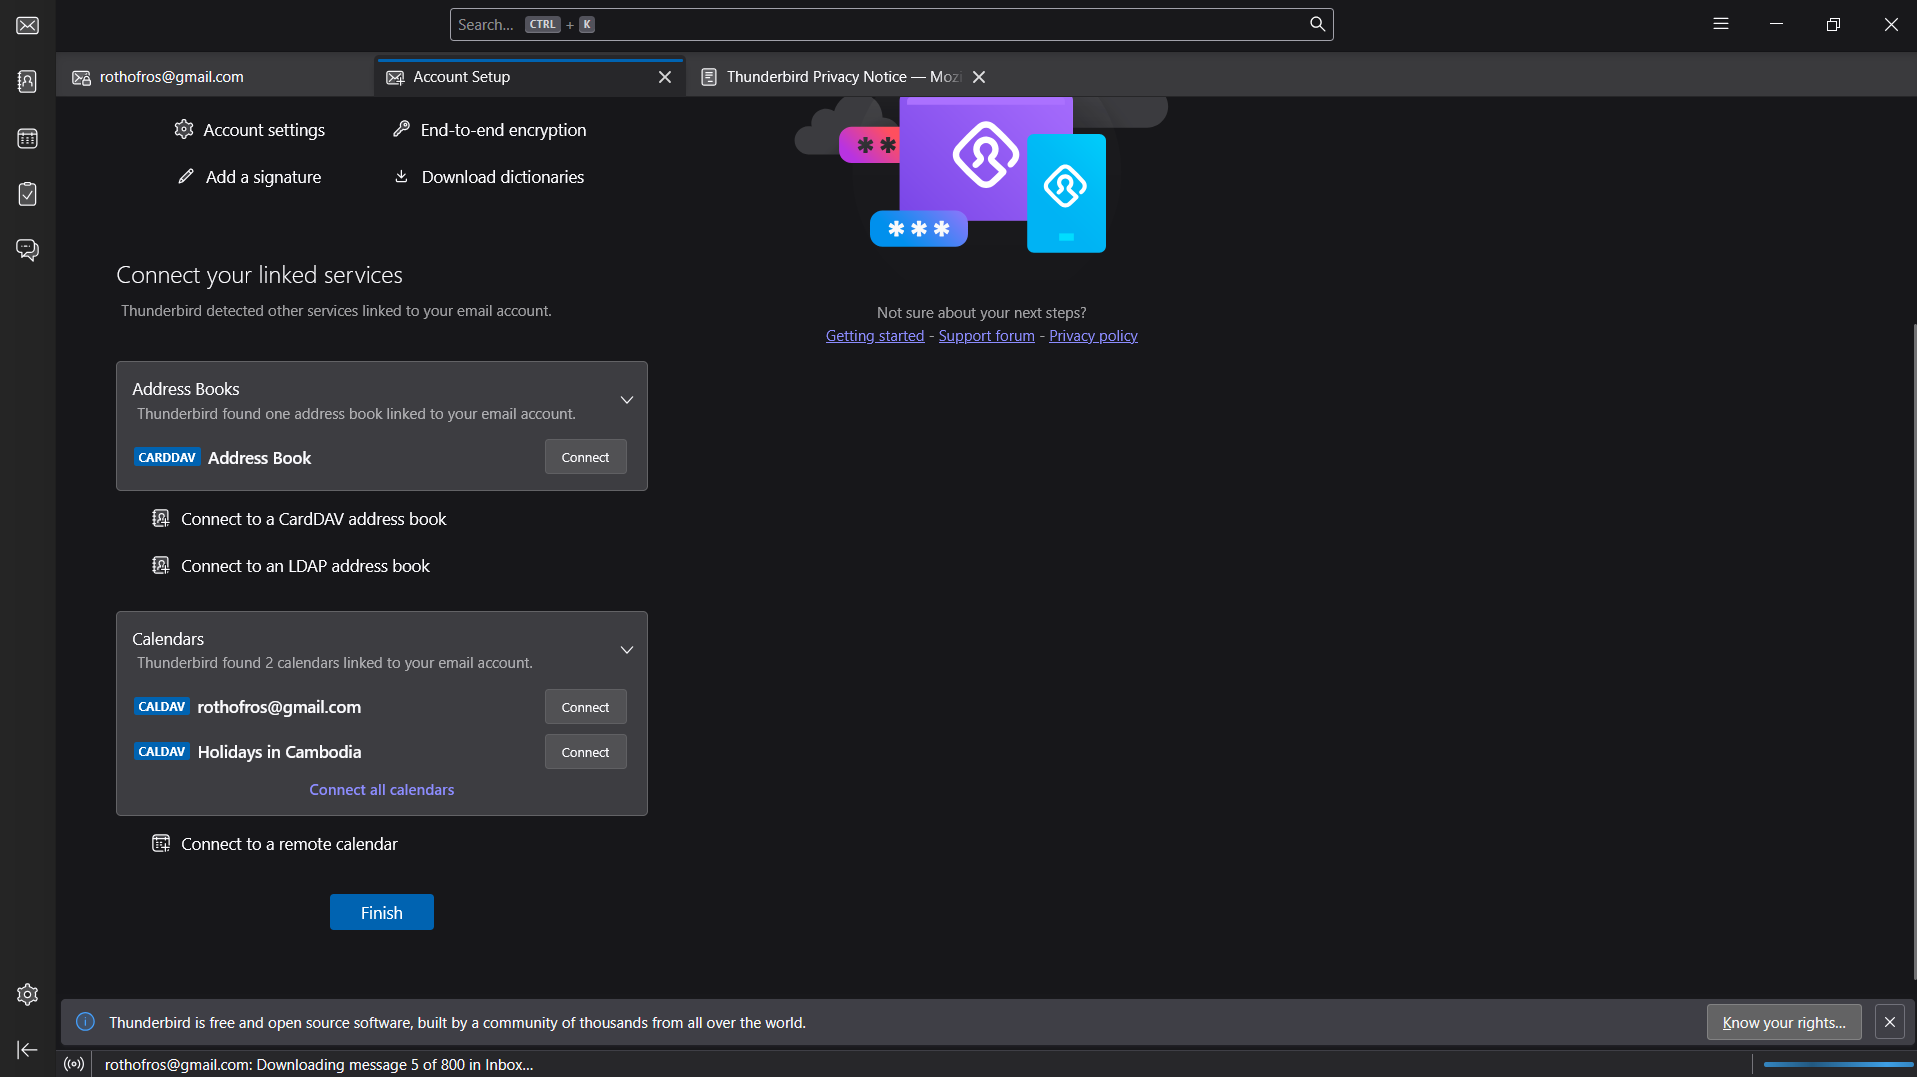 Search... CTRL + K
rothofros@gmail.com
Account Setup
Thunderbird Privacy Notice — Mozi
Account settings
End-to-end encryption
Add a signature
Download dictionaries
Connect your linked services
Thunderbird detected other services linked to your email account.
Not sure about your next steps?
Getting started - Support forum - Privacy policy
Address Books
Thunderbird found one address book linked to your email account.
CARDDAV Address Book
Connect
Connect to a CardDAV address book
Connect to an LDAP address book
Calendars
Thunderbird found 2 calendars linked to your email account.
CALDAV rothofros@gmail.com
Connect
CALDAV Holidays in Cambodia
Connect
Connect all calendars
Connect to a remote calendar
Finish
Thunderbird is free and open source software, built by a community of thousands from all over the world.
Know your rights...
rothofros@gmail.com: Downloading message 5 of 800 in Inbox...